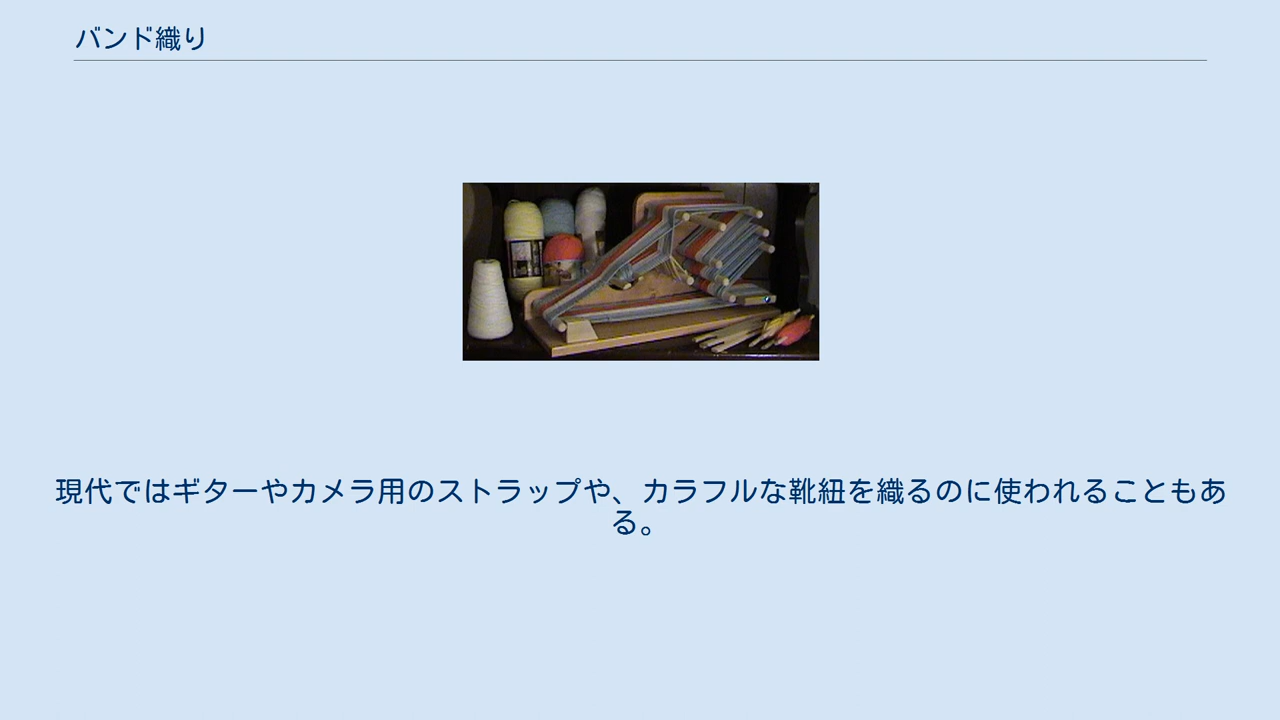 バンド織り
現代ではギターやカメラ用のストラップや、カラフルな靴紐を織るのに使われることもあ
る。